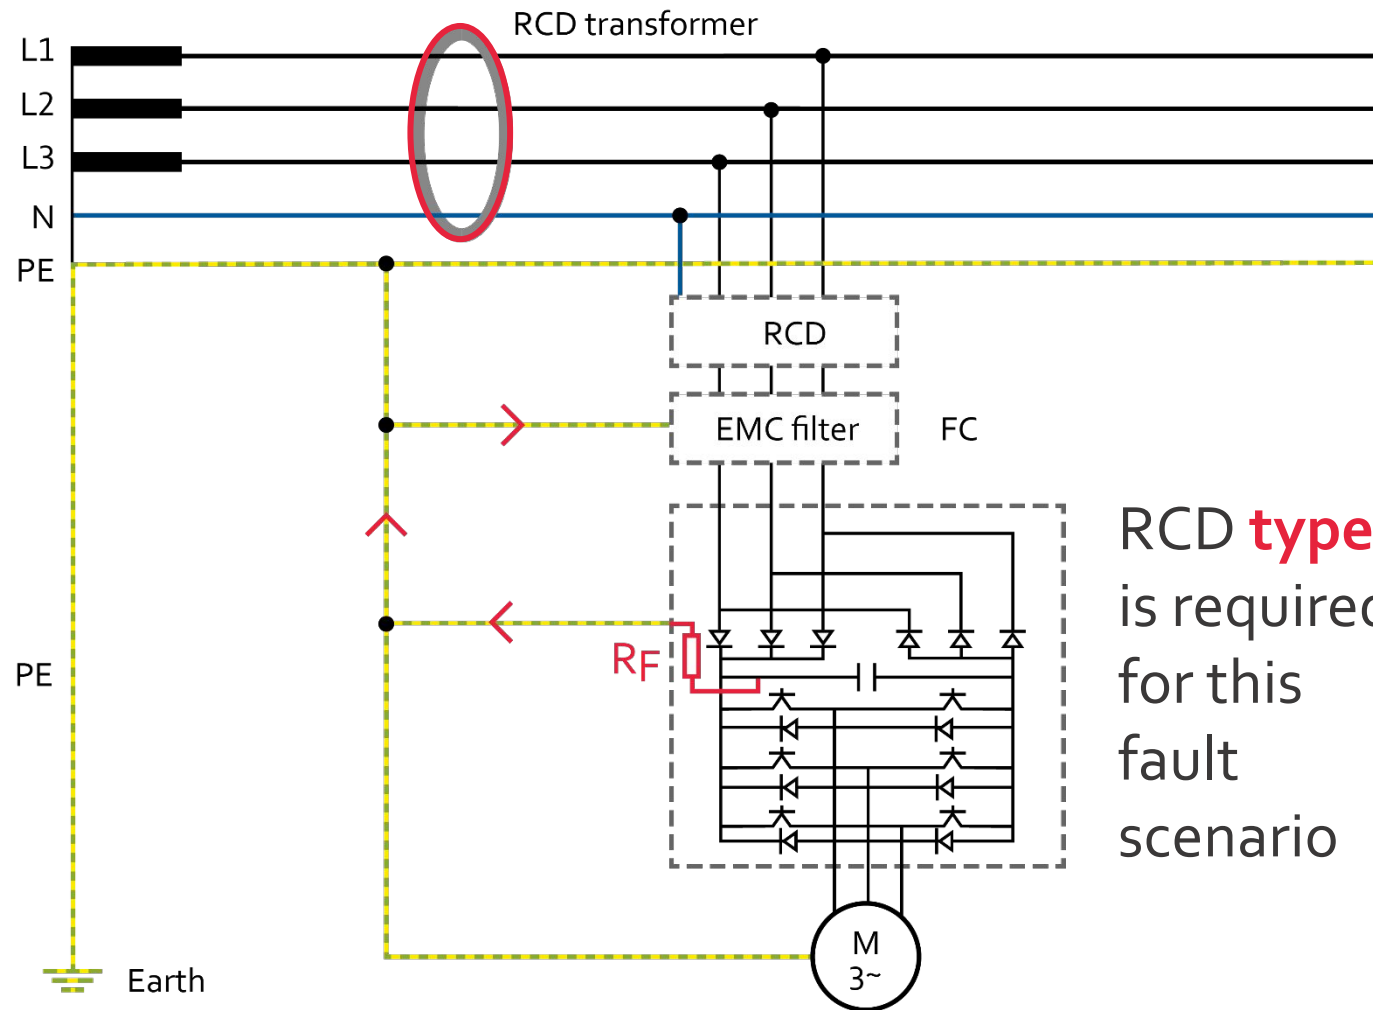 RCD transformer
L1
L2
L3
N
PE
RCD
EMC filter
FC
RCD type
is required
for this
fault
scenario
RF
PE
M
3~
Earth